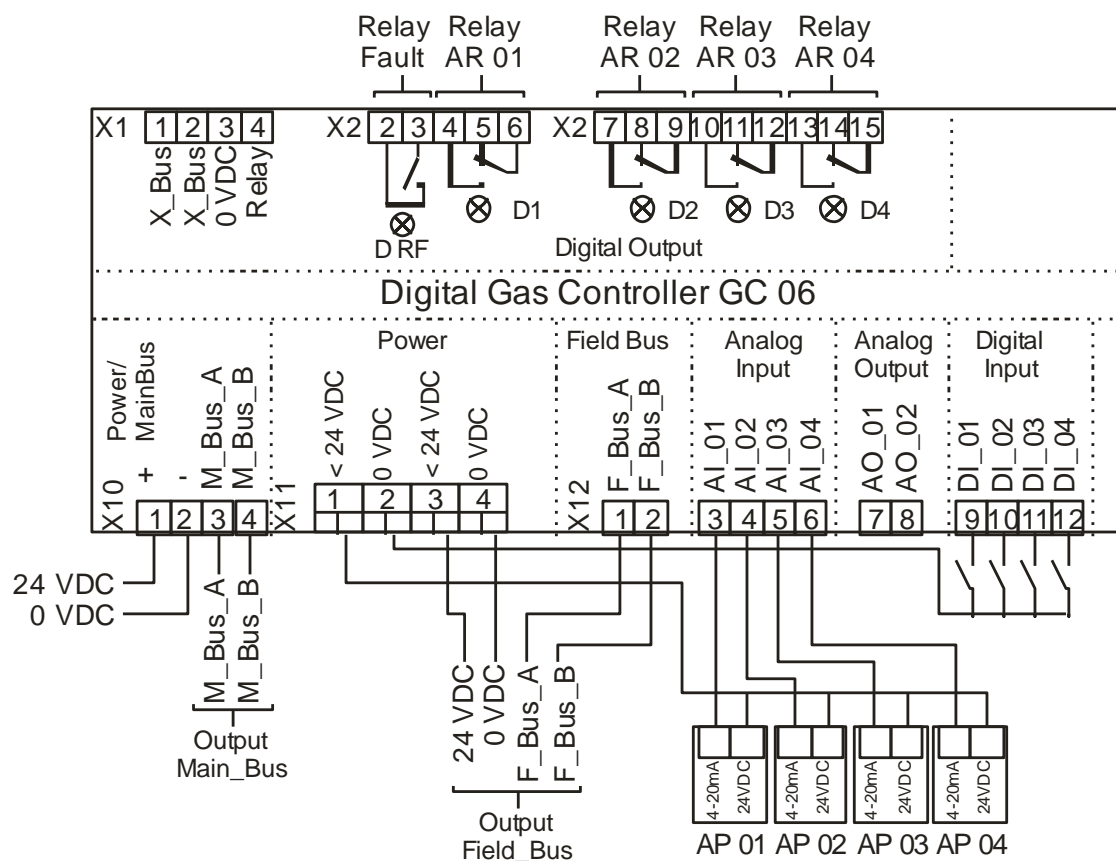 Relay Fault
Relay AR 01
Relay AR 02
Relay AR 03
Relay AR 04
X1
1 2 3 4
X2
2 3 4 5 6
X2
7 8 9 10 11 12 13 14 15
X_Bus
X_Bus
0 VDC
Relay
D RF
D1
D2
D3
D4
Digital Output
Digital Gas Controller GC 06
Power/
MainBus
+
-
M_Bus_A
M_Bus_B
Power
< 24 VDC
0 VDC
< 24 VDC
0 VDC
Field Bus
F_Bus_A
F_Bus_B
Analog
Input
AI_01
AI_02
AI_03
AI_04
Analog
Output
AO_01
AO_02
Digital
Input
DI_01
DI_02
DI_03
DI_04
X10
1 2 3 4
X11
1 2 3 4
X12
1 2 3 4 5 6 7 8 9 10 11 12
24 VDC
0 VDC
M_Bus_A
M_Bus_B
Output
Main_Bus
24 VDC
0 VDC
F_Bus_A
F_Bus_B
Output
Field_Bus
4-20mA
24VDC
AP 01
4-20mA
24VDC
AP 02
4-20mA
24VDC
AP 03
4-20mA
24VDC
AP 04